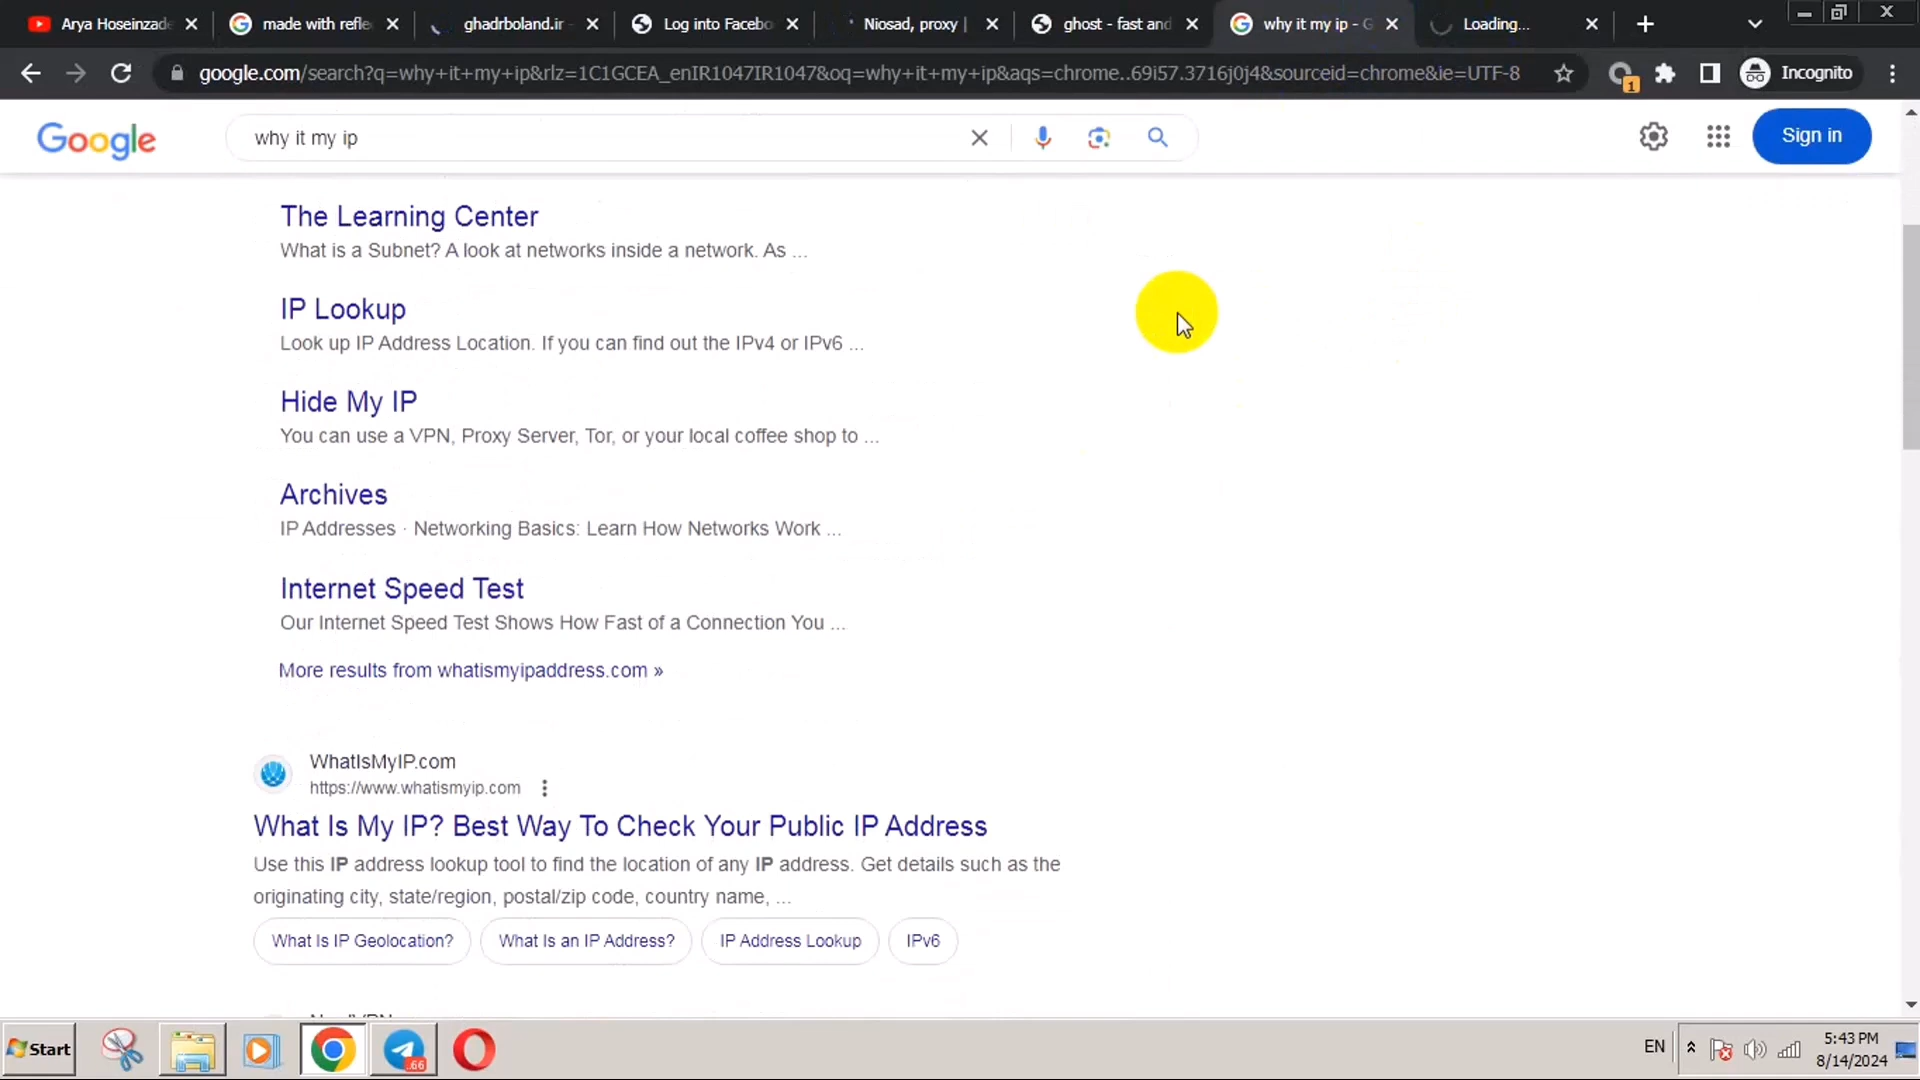 Arya Hoseinzade
made with refle
ghadrboland.ir -
Log into Facebo
Niosad, proxy |
ghost - fast and
why it my ip - G
Loading...
google.com/search?q=why+it+my+ip&rlz=1C1GCEA_enIR1047IR1047&oq=why+it+my+ip&aqs=chrome..69i57.3716j0j4&sourceid=chrome&ie=UTF-8
1
Incognito
Google
why it my ip
Sign in
The Learning Center
What is a Subnet? A look at networks inside a network. As ...
IP Lookup
Look up IP Address Location. If you can find out the IPv4 or IPv6 ...
Hide My IP
You can use a VPN, Proxy Server, Tor, or your local coffee shop to ...
Archives
IP Addresses · Networking Basics: Learn How Networks Work ...
Internet Speed Test
Our Internet Speed Test Shows How Fast of a Connection You ...
More results from whatismyipaddress.com »
WhatIsMyIP.com
https://www.whatismyip.com
What Is My IP? Best Way To Check Your Public IP Address
Use this IP address lookup tool to find the location of any IP address. Get details such as the
originating city, state/region, postal/zip code, country name, ...
What Is IP Geolocation?
What Is an IP Address?
IP Address Lookup
IPv6
Start
.66
EN
5:43 PM
8/14/2024